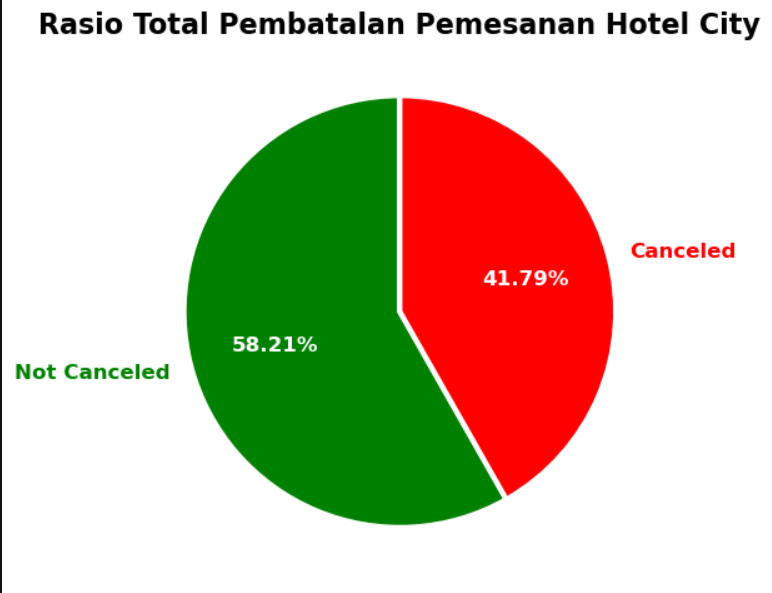 Rasio Total Pembatalan Pemesanan Hotel City
Canceled
41.79%
58.21%
Not Canceled